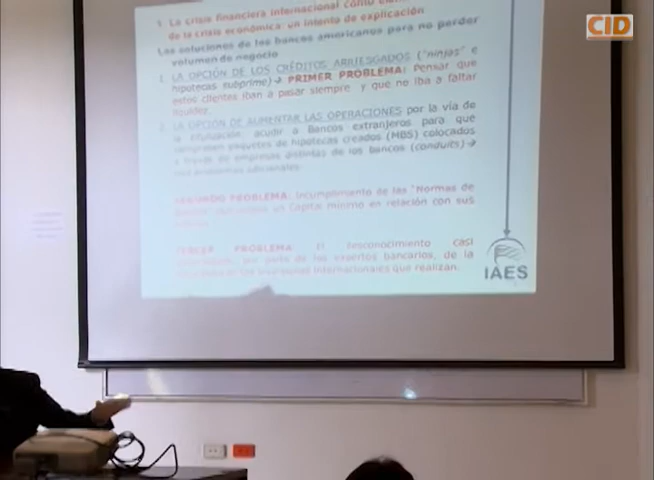 CID
1. La crisis financiera internacional como
de la crisis económica: un intento de explicación
Las soluciones de los bancos americanos para no perder
volumen de negocio
1. LA OPCIÓN DE LOS CRÉDITOS ARRIESGADOS ("ninjas" e
hipotecas subprime) → PRIMER PROBLEMA: Pensar que
estos clientes iban a pagar siempre y que no iba a faltar
liquidez.
2. LA OPCIÓN DE AUMENTAR LAS OPERACIONES por la vía de
la titulización, acudir a Bancos extranjeros para que
paquetes de hipotecas creados (MBS) colocados
a través de empresas distintas de los bancos (conduits) →
SEGUNDO PROBLEMA: Incumplimiento de las "Normas de
Capital mínimo en relación con sus
TERCER PROBLEMA El desconocimiento casi
por parte de los expertos bancarios, de la
internacionales que realizan.
IAES